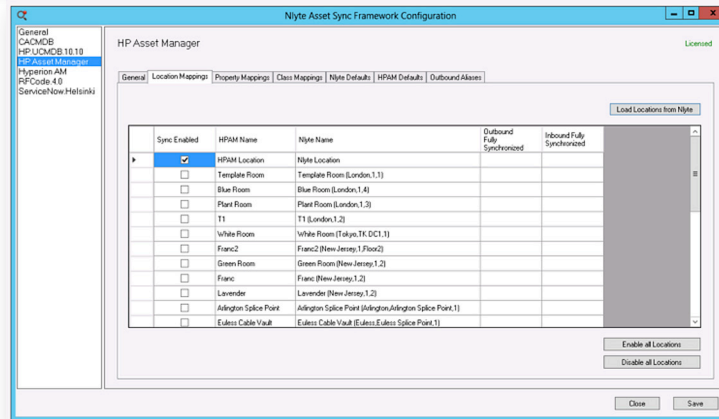 Nlyte Asset Sync Framework Configuration
General
CACMDB
HP.UCMDB.10.10
HP.Asset Manager
Hyperion.AM
RFCode.4.0
ServiceNow.Helsinki
HP Asset Manager
Licensed
General Location Mappings Property Mappings Class Mappings Nlyte Defaults HPAM Defaults Outbound Aliases
Load Locations from Nlyte
Sync Enabled HPAM Name Nlyte Name Outbound Fully Synchronized Inbound Fully Synchronized
HPAM Location Nlyte Location
Template Room Template Room (London,1,1)
Blue Room Blue Room (London,1,4)
Plant Room Plant Room (London,1,3)
T1 T1 (London,1,2)
White Room White Room (Tokyo,TK DC1,1)
Franc2 Franc2 (New Jersey,1,Floor2)
Green Room Green Room (New Jersey,1,2)
Franc Franc (New Jersey,1,2)
Lavender Lavender (New Jersey,1,2)
Arlington Splice Point Arlington Splice Point (Arlington,Arlington Splice Point,1)
Euless Cable Vault Euless Cable Vault (Euless,Euless Splice Point,1)
Enable all Locations
Disable all Locations
Close Save